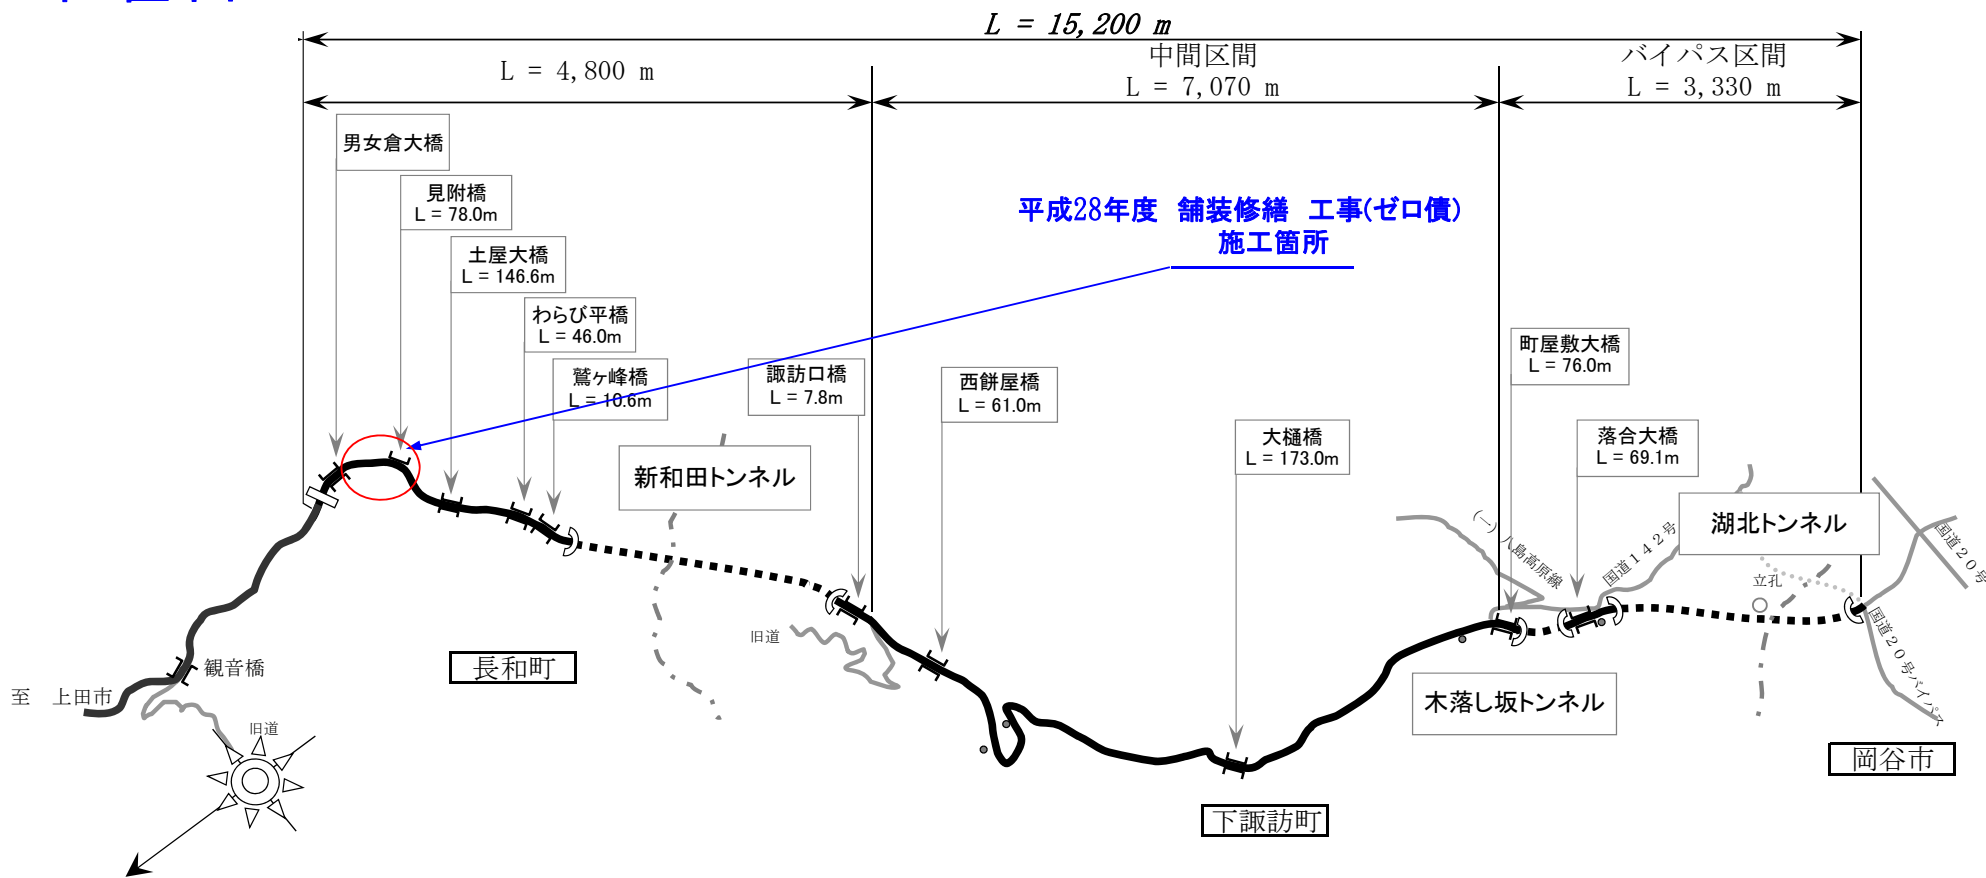 L = 15,200 m
L = 4,800 m
中間区間
L = 7,070 m
バイパス区間
L = 3,330 m
男女倉大橋
見附橋
L = 78.0m
土屋大橋
L = 146.6m
わらび平橋
L = 46.0m
鷲ヶ峰橋
L = 10.6m
平成28年度 舗装修繕 工事(ゼロ債)
施工箇所
諏訪口橋
L = 7.8m
西餅屋橋
L = 61.0m
町屋敷大橋
L = 76.0m
大樋橋
L = 173.0m
落合大橋
L = 69.1m
新和田トンネル
湖北トンネル
(一)八島高原線
国道142号
国道20号
立孔
国道20号バイパス
旧道
長和町
観音橋
至 上田市
旧道
木落し坂トンネル
岡谷市
下諏訪町